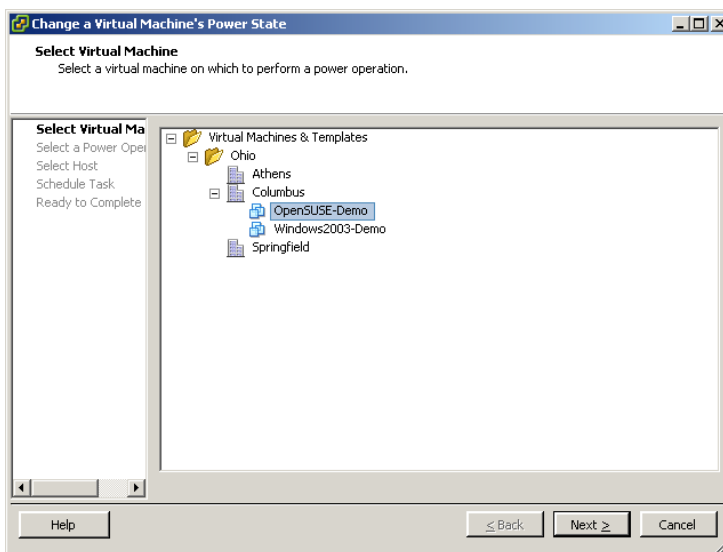 Change a Virtual Machine's Power State
Select Virtual Machine
Select a virtual machine on which to perform a power operation.
Select Virtual Ma
Select a Power Ope
Select Host
Schedule Task
Ready to Complete
Virtual Machines & Templates
Ohio
Athens
Columbus
OpenSUSE-Demo
Windows2003-Demo
Springfield
Help
< Back
Next >
Cancel